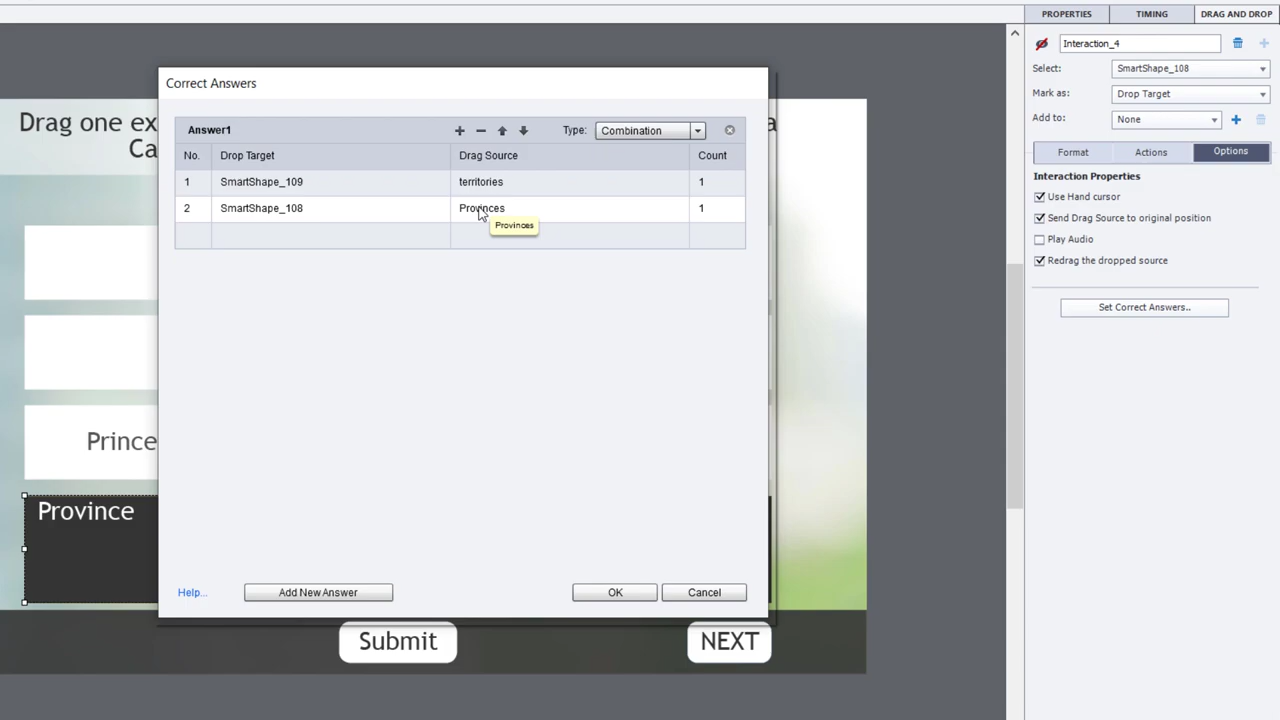 PROPERTIES TIMING DRAG AND DROP
Interaction_4
Select: SmartShape_108
Mark as: Drop Target
Add to: None
Format Actions Options
Interaction Properties
Use Hand cursor
Send Drag Source to original position
Play Audio
Redrag the dropped source
Set Correct Answers..
Correct Answers
Answer1 Type: Combination
No. Drop Target Drag Source Count
1 SmartShape_109 territories 1
2 SmartShape_108 Provinces 1
Provinces
Help... Add New Answer OK Cancel
Drag one ex a
Ca
Prince
Province
Submit NEXT